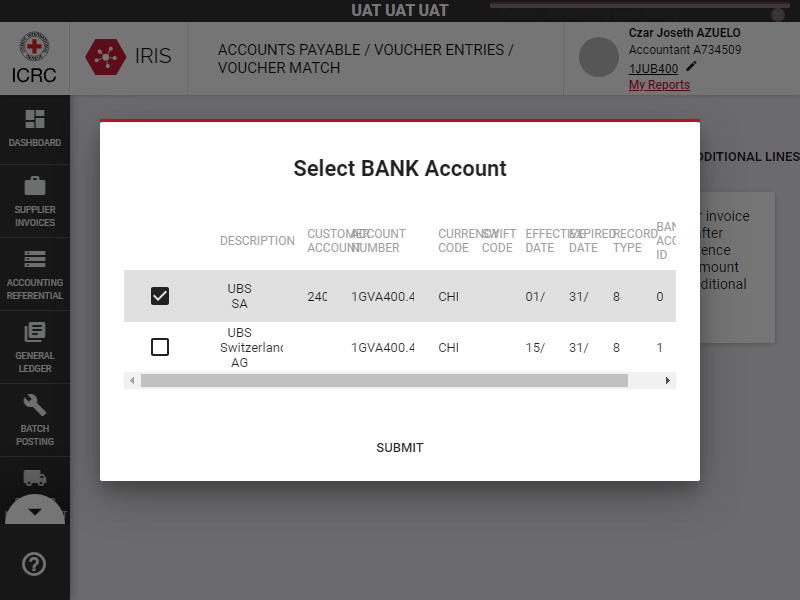 UAT UAT UAT
ICRC
IRIS
ACCOUNTS PAYABLE / VOUCHER ENTRIES /
VOUCHER MATCH
Czar Joseth AZUELO
Accountant A734509
1JUB400
My Reports
DASHBOARD
SUPPLIER
INVOICES
ACCOUNTING
REFERENTIAL
GENERAL
LEDGER
BATCH
POSTING
DDITIONAL LINES
r invoice
fter
ence
mount
ditional
Select BANK Account
DESCRIPTION
CUSTOMER
ACCOUNT
ACCOUNT
NUMBER
CURRENCY
CODE
SWIFT
CODE
EFFECTIVE
DATE
EXPIRED
DATE
RECORD
TYPE
BAN
ACC
ID
UBS
SA
240
1GVA400.4
CHI
01/
31/
8
0
UBS
Switzerland
AG
1GVA400.4
CHI
15/
31/
8
1
SUBMIT